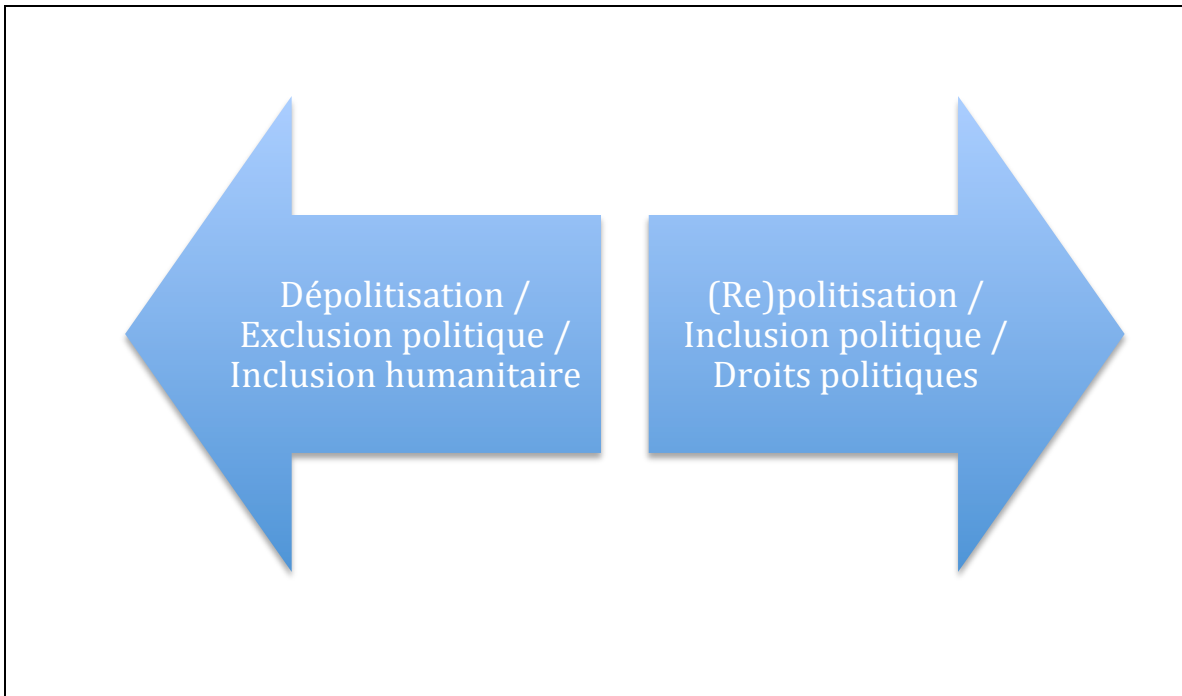 Dépolitisation /
Exclusion politique /
Inclusion humanitaire
(Re)politisation /
Inclusion politique /
Droits politiques